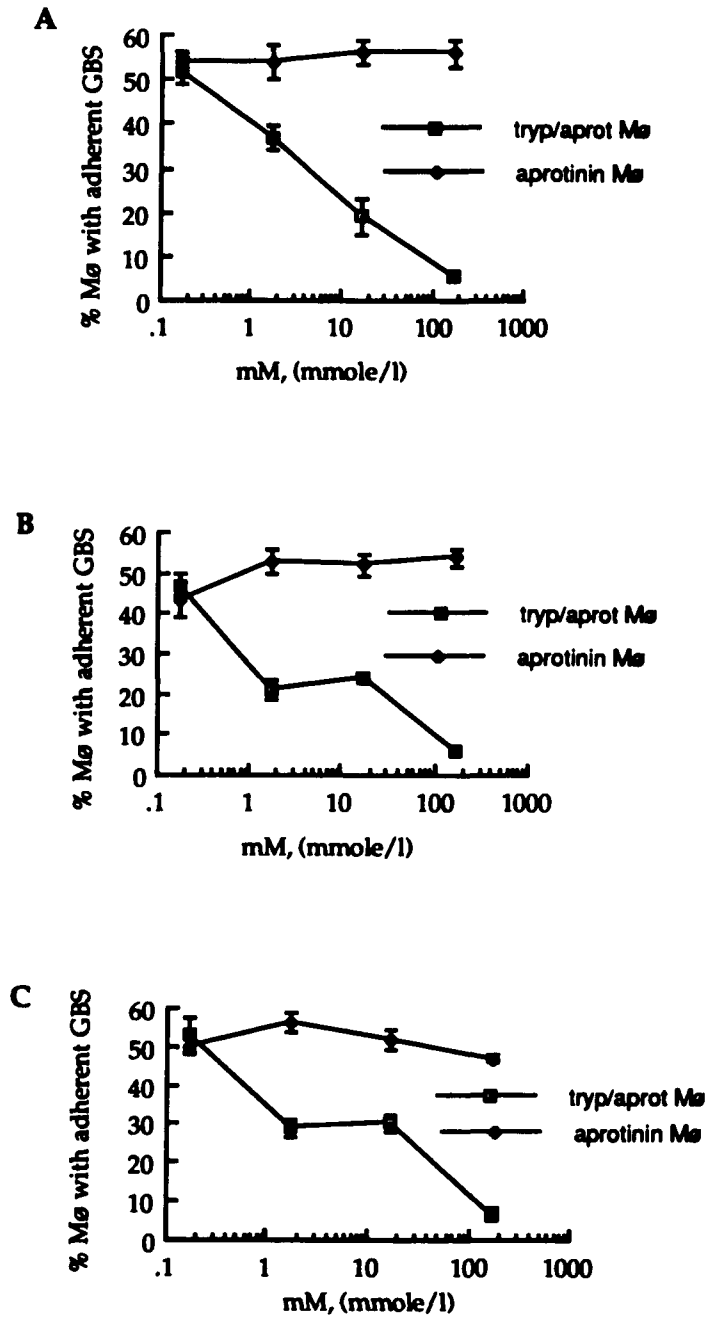 A
% Mø with adherent GBS
60
50
40
30
20
10
0
.1 1 10 100 1000
mM, (mmole/l)
tryp/aprot Mø
aprotinin Mø
B
% Mø with adherent GBS
60
50
40
30
20
10
0
.1 1 10 100 1000
mM, (mmole/l)
tryp/aprot Mø
aprotinin Mø
C
% Mø with adherent GBS
60
50
40
30
20
10
0
.1 1 10 100 1000
mM, (mmole/l)
tryp/aprot Mø
aprotinin Mø